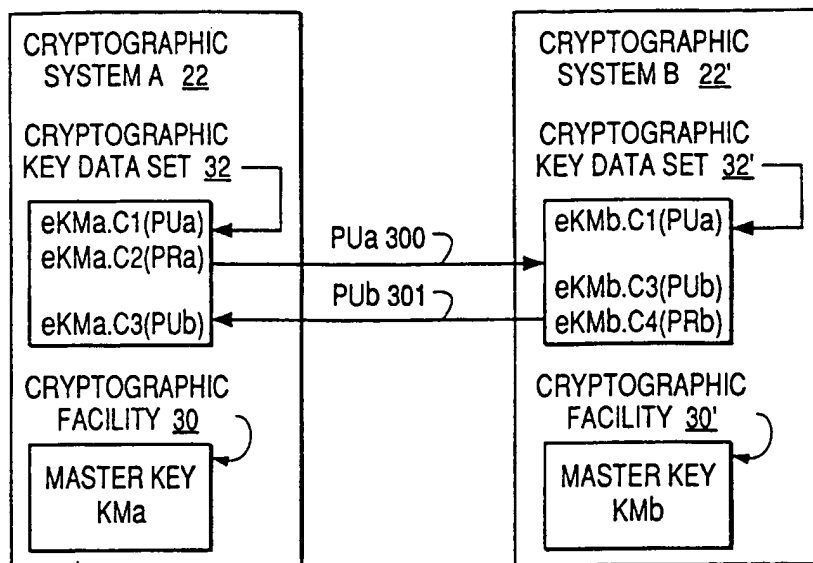 CRYPTOGRAPHIC
SYSTEM A 22
CRYPTOGRAPHIC
KEY DATA SET 32
eKMa.C1(PUa)
eKMa.C2(PRa)
eKMa.C3(PUb)
CRYPTOGRAPHIC
FACILITY 30
MASTER KEY
KMa
PUa 300
PUb 301
CRYPTOGRAPHIC
SYSTEM B 22'
CRYPTOGRAPHIC
KEY DATA SET 32'
eKMb.C1(PUa)
eKMb.C3(PUb)
eKMb.C4(PRb)
CRYPTOGRAPHIC
FACILITY 30'
MASTER KEY
KMb